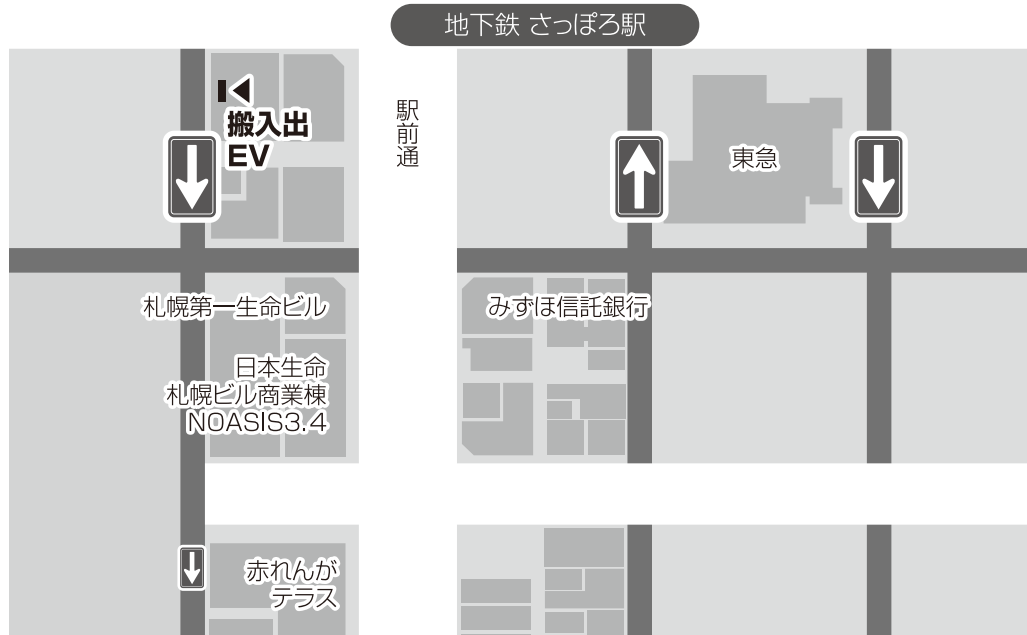 地下鉄 さっぽろ駅
搬入出
EV
駅前通
東急
札幌第一生命ビル
みずほ信託銀行
日本生命
札幌ビル商業棟
NOASIS3.4
赤れんが
テラス